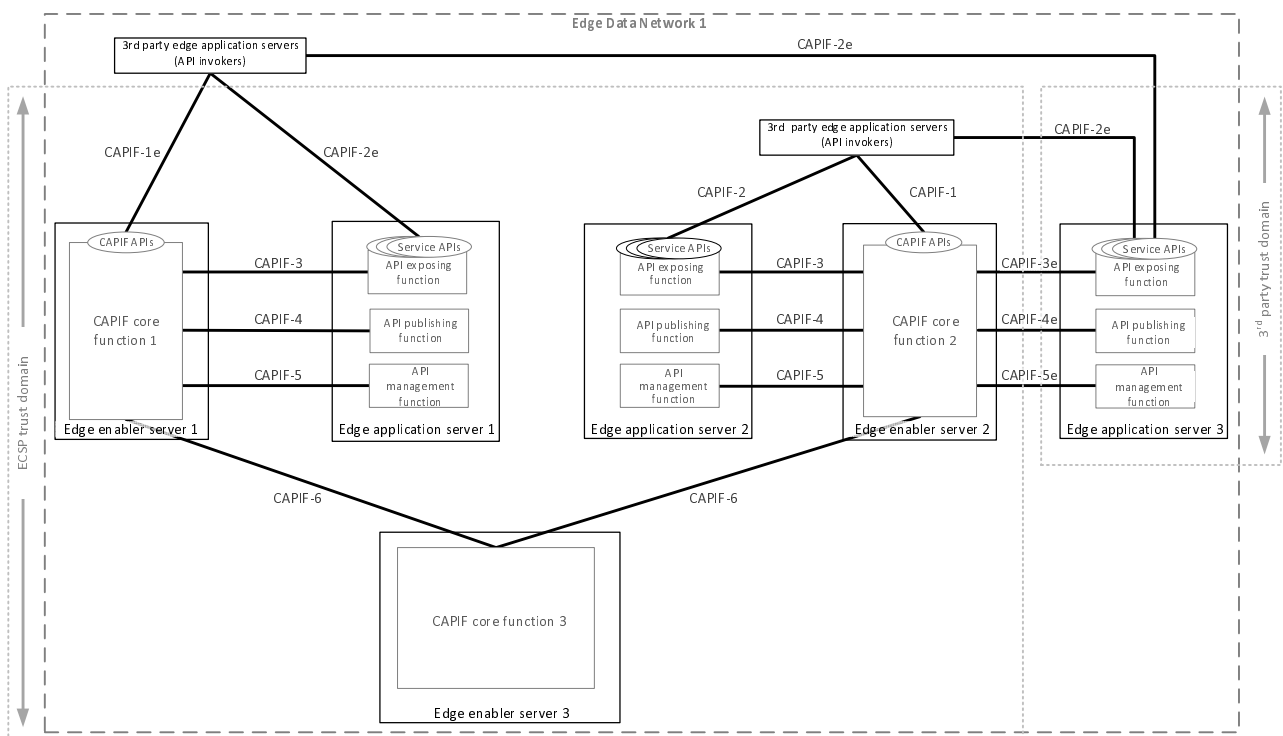 Edge Data Network 1
3rd party edge application servers
(API invokers)
CAPIF-2e
3rd party edge application servers
(API invokers)
CAPIF-2e
CAPIF-1e
CAPIF-2e
CAPIF-2
CAPIF-1
CAPIF APIs
Service APIs
API exposing
function
CAPIF-3
CAPIF core
function 1
CAPIF-4
API publishing
function
CAPIF-5
API
management
function
Edge enabler server 1
Edge application server 1
Service APIs
API exposing
function
CAPIF-3
CAPIF APIs
CAPIF core
function 2
API publishing
function
CAPIF-4
API
management
function
CAPIF-5
Edge application server 2
Edge enabler server 2
CAPIF-3e
CAPIF-4e
CAPIF-5e
Service APIs
API exposing
function
API publishing
function
API
management
function
Edge application server 3
ECSP trust domain
3rd party trust domain
CAPIF-6
CAPIF-6
CAPIF core function 3
Edge enabler server 3